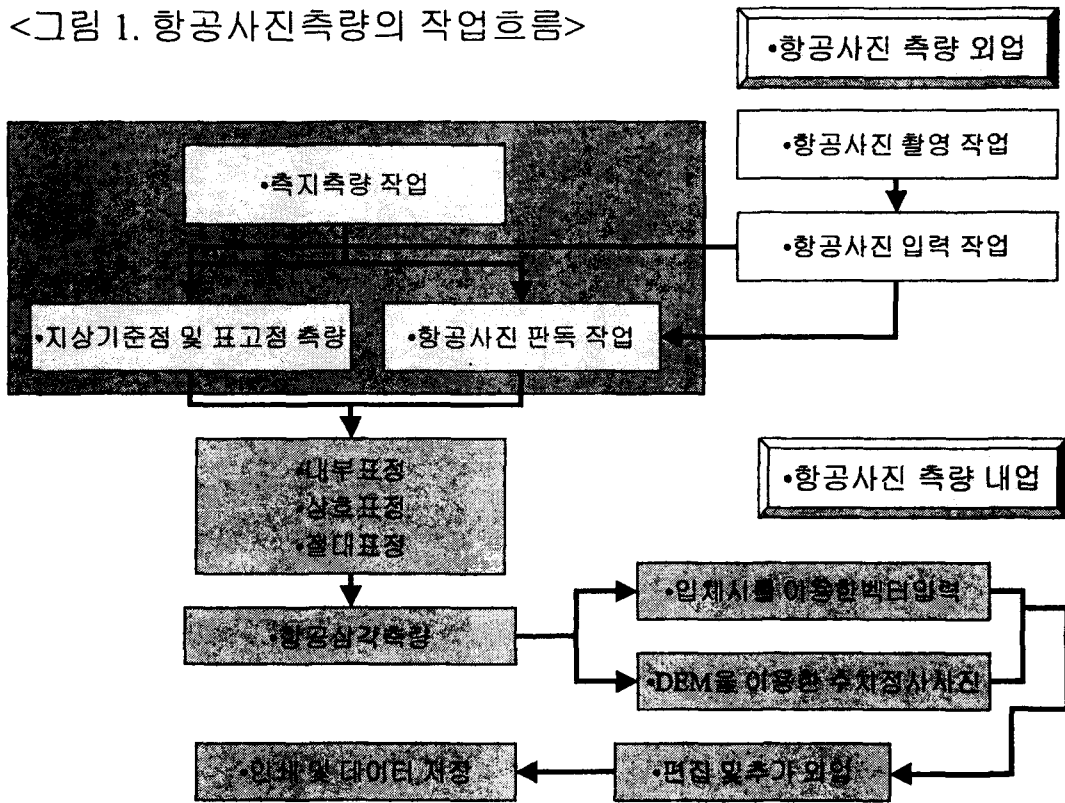 <그림 1. 항공사진측량의 작업흐름>
•항공사진 측량 외업
•항공사진 촬영 작업
•측지측량 작업
•항공사진 입력 작업
•지상기준점 및 표고점 측량
•항공사진 판독 작업
•내부표정
•상호표정
•절대표정
•항공사진 측량 내업
•입체시를 이용한벡터입력
•항공삼각측량
•DEM을 이용한 수치정사사진
•인쇄 및 데이터 저장
•편집 및추가 외업